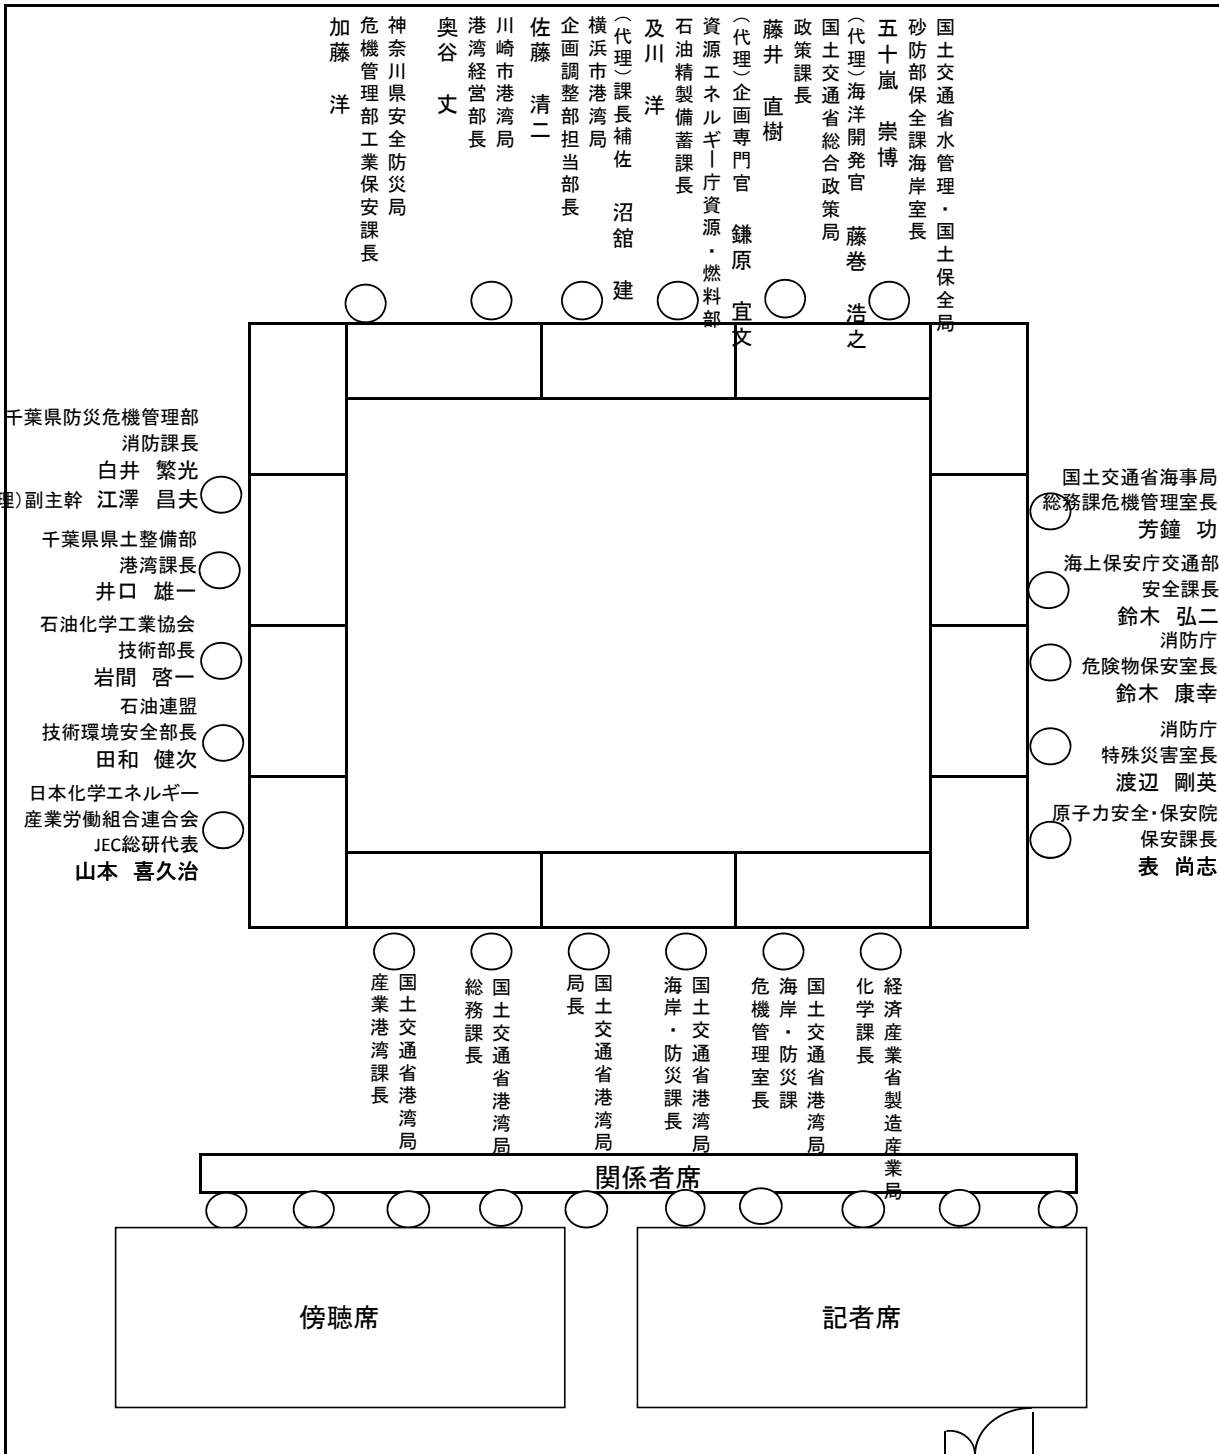 国土交通省水管理・国土保全局
砂防部保全課海岸室長
五十嵐 崇博
（代理）海洋開発官 藤巻 浩之
国土交通省総合政策局
政策課長
藤井 直樹
（代理）企画専門官 鎌原 宜文
資源エネルギー庁資源・燃料部
石油精製備蓄課長
及川 洋
（代理）課長補佐 沼舘 建
横浜市港湾局
企画調整部担当部長
佐藤 清二
川崎市港湾局
港湾経営部長
奥谷 丈
神奈川県安全防災局
危機管理部工業保安課長
加藤 洋
千葉県防災危機管理部
消防課長
白井 繁光
理）副主幹 江澤 昌夫
千葉県県土整備部
港湾課長
井口 雄一
石油化学工業協会
技術部長
岩間 啓一
石油連盟
技術環境安全部長
田和 健次
日本化学エネルギー
産業労働組合連合会
JEC総研代表
山本 喜久治
国土交通省海事局
総務課危機管理室長
芳鐘 功
海上保安庁交通部
安全課長
鈴木 弘二
消防庁
危険物保安室長
鈴木 康幸
消防庁
特殊災害室長
渡辺 剛英
原子力安全・保安院
保安課長
表 尚志
経済産業省製造産業局
化学課長
国土交通省港湾局
海岸・防災課
危機管理室長
国土交通省港湾局
海岸・防災課長
国土交通省港湾局
局長
国土交通省港湾局
総務課長
国土交通省港湾局
産業港湾課長
関係者席
傍聴席
記者席